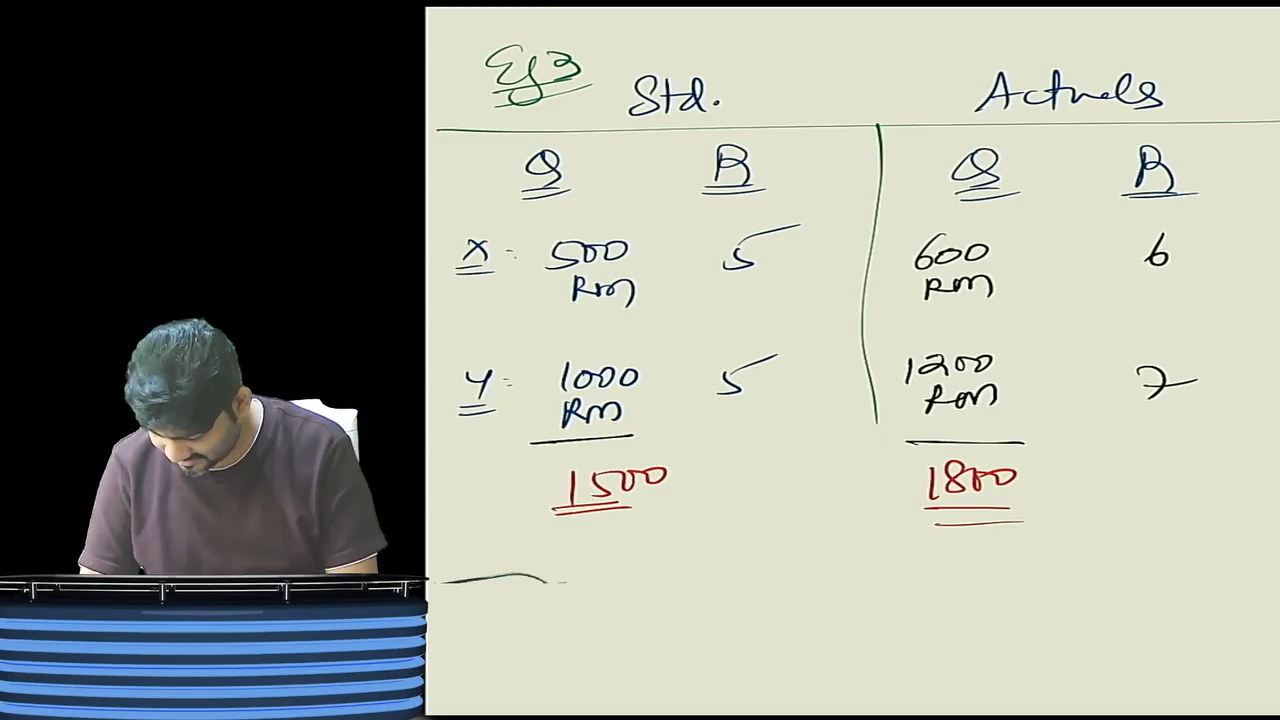 Eg 3
Std. Actuals
Q R Q R
X : 500 5 600 6
RM RM
Y : 1000 5 1200 7
RM RM
1500 1800